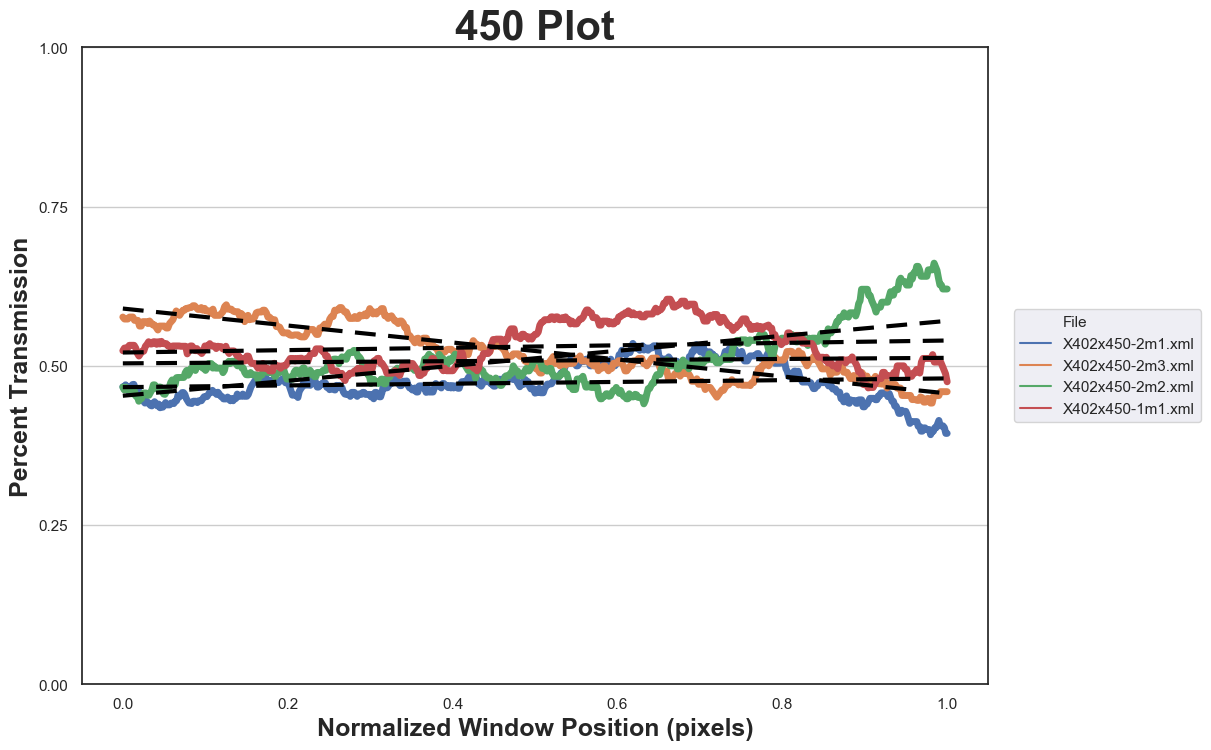 450 Plot
Percent Transmission
1.00
0.75
0.50
0.25
0.00
0.0 0.2 0.4 0.6 0.8 1.0
Normalized Window Position (pixels)
File
X402x450-2m1.xml
X402x450-2m3.xml
X402x450-2m2.xml
X402x450-1m1.xml